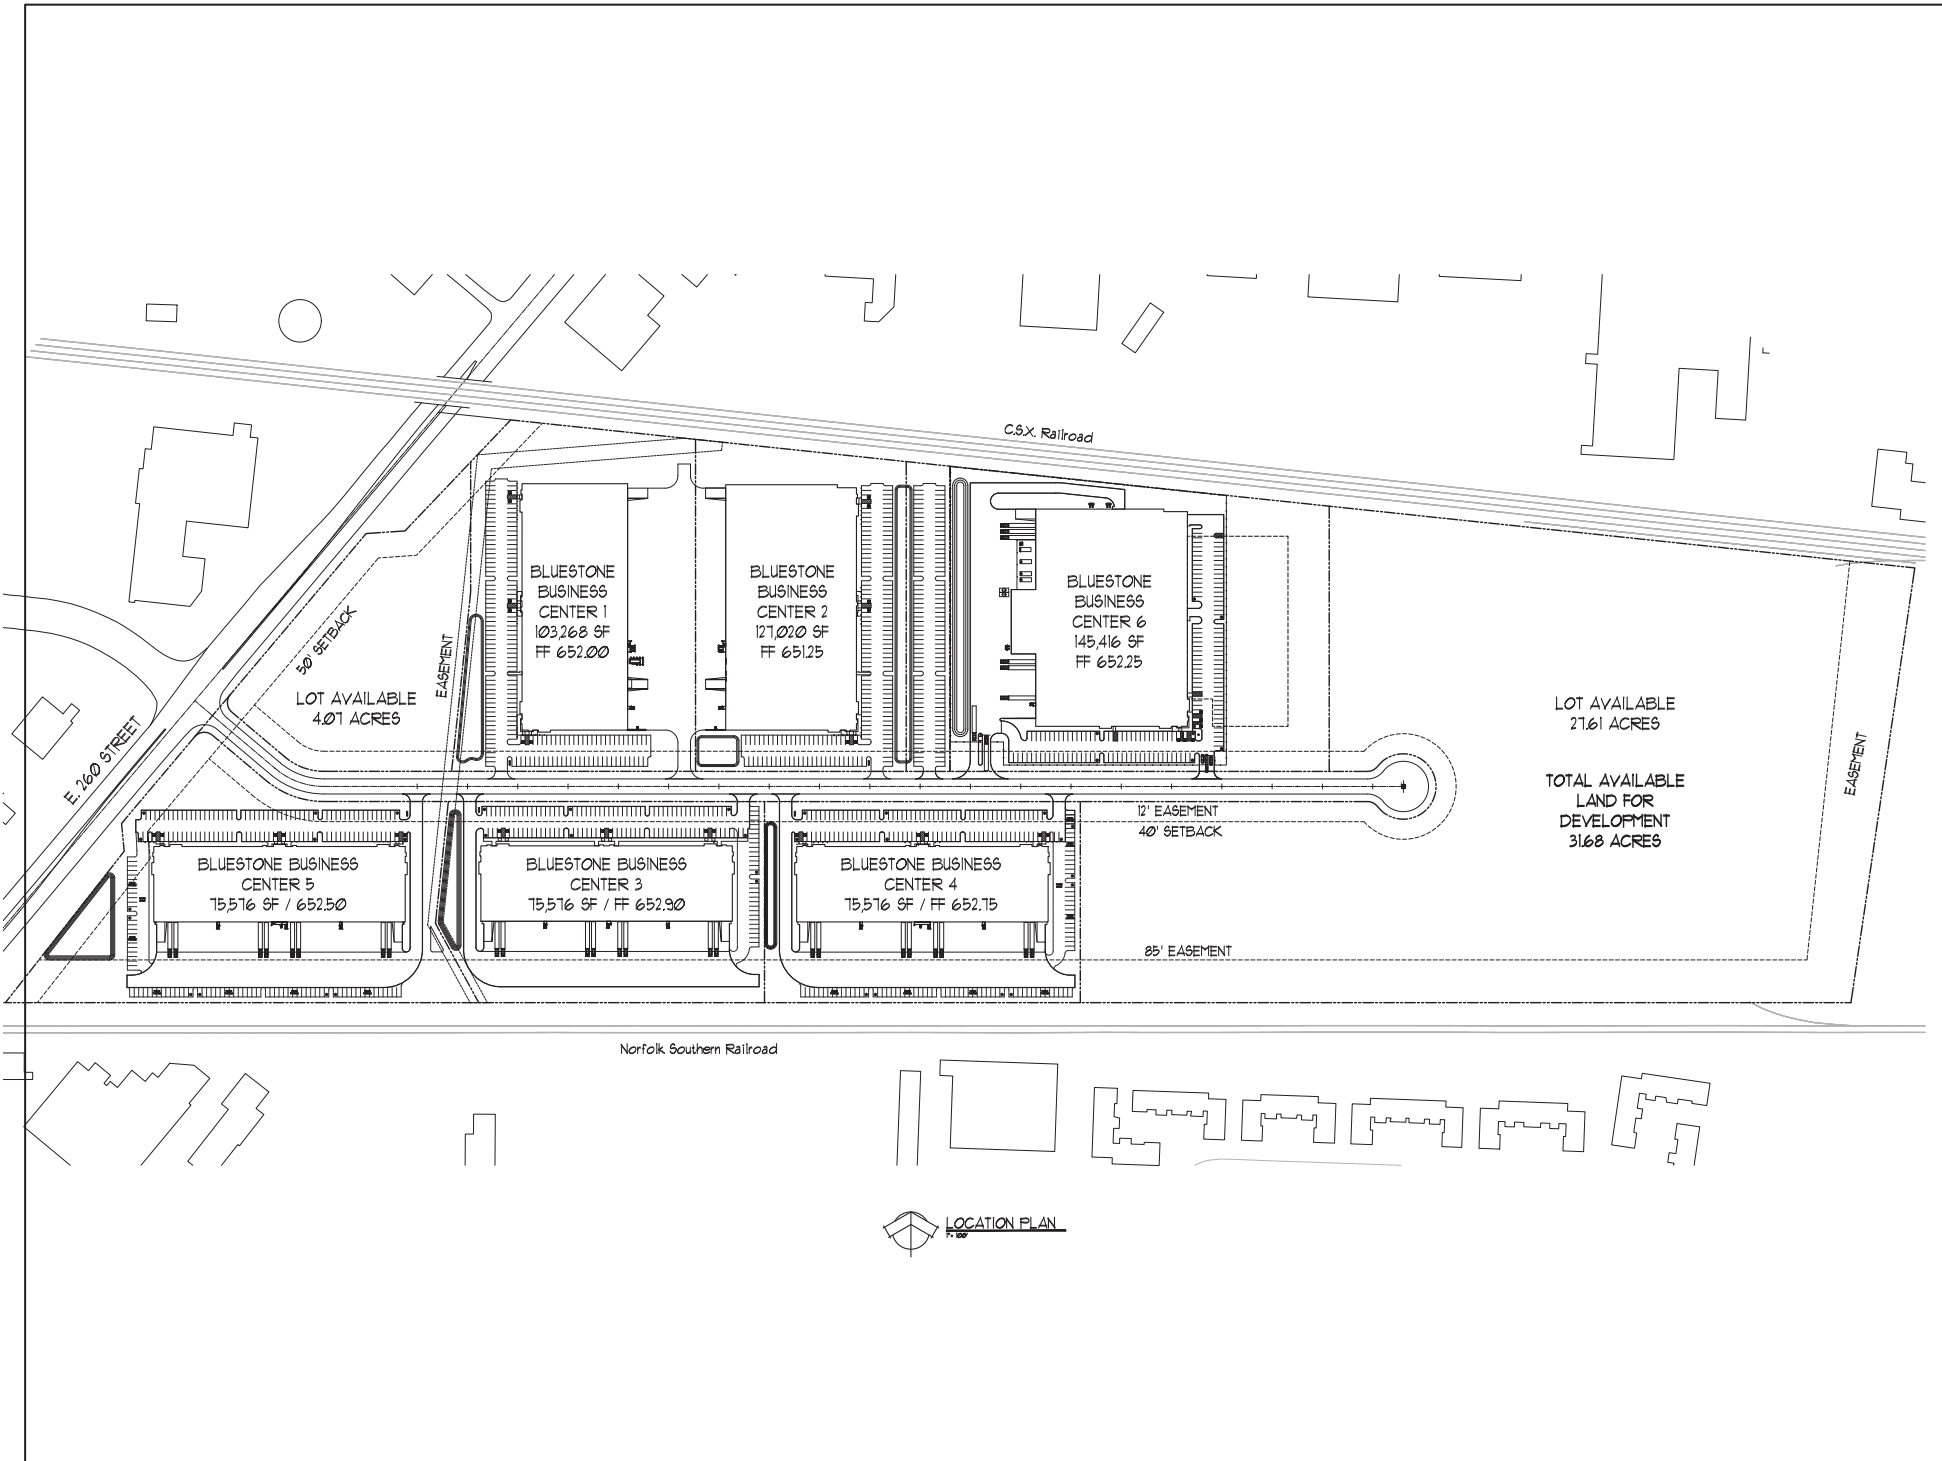 C.S.X. Railroad
BLUESTONE
BUSINESS
CENTER 1
103,268 SF
FF 652.00
BLUESTONE
BUSINESS
CENTER 2
127,020 SF
FF 651.25
BLUESTONE
BUSINESS
CENTER 6
145,416 SF
FF 652.25
50' SETBACK
EASEMENT
LOT AVAILABLE
4.07 ACRES
E. 260 STREET
LOT AVAILABLE
27.61 ACRES
TOTAL AVAILABLE
LAND FOR
DEVELOPMENT
31.68 ACRES
EASEMENT
12' EASEMENT
40' SETBACK
BLUESTONE BUSINESS
CENTER 5
75,576 SF / 652.50
BLUESTONE BUSINESS
CENTER 3
75,576 SF / FF 652.90
BLUESTONE BUSINESS
CENTER 4
75,576 SF / FF 652.75
85' EASEMENT
Norfolk Southern Railroad
LOCATION PLAN
1"= 100'